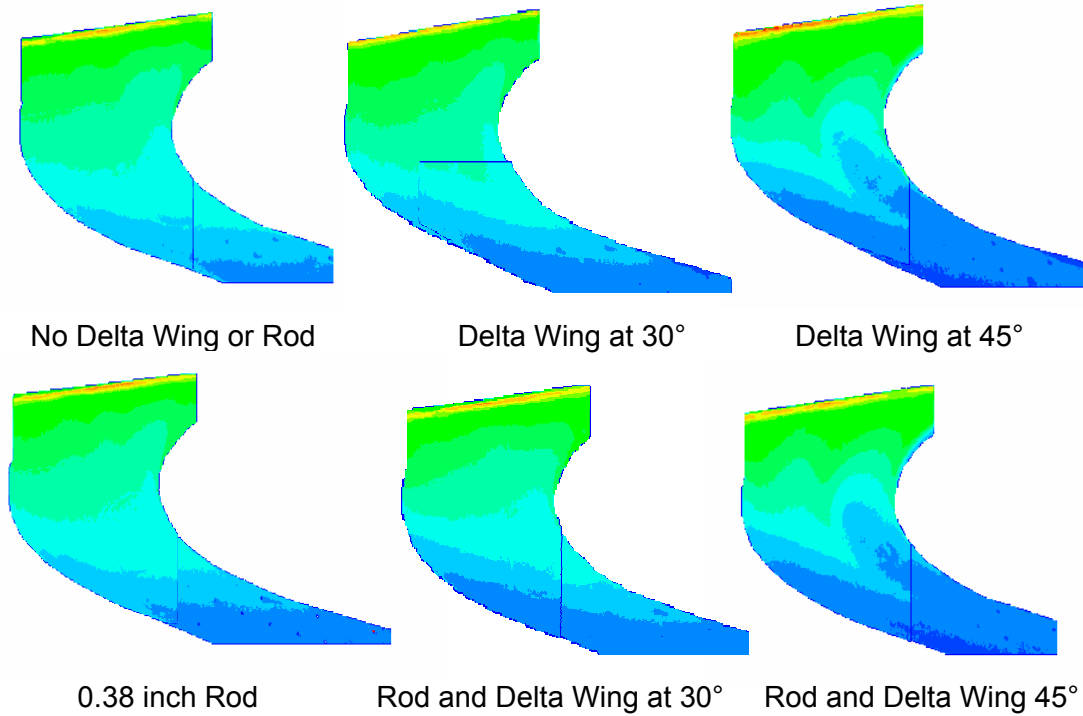 No Delta Wing or Rod
Delta Wing at 30°
Delta Wing at 45°
0.38 inch Rod
Rod and Delta Wing at 30°
Rod and Delta Wing 45°